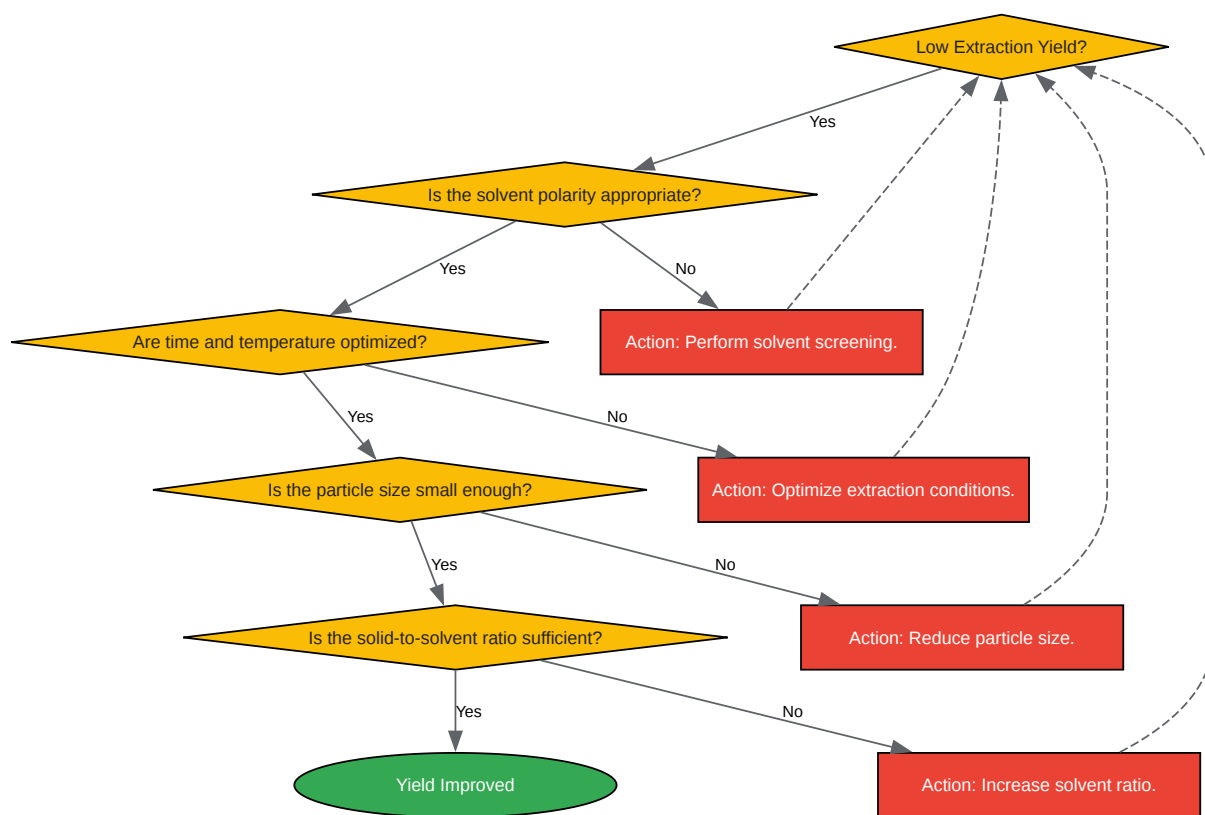 Low Extraction Yield?
Yes
Is the solvent polarity appropriate?
Yes
No
Are time and temperature optimized?
Action: Perform solvent screening.
Yes
No
Is the particle size small enough?
Action: Optimize extraction conditions.
Yes
No
Is the solid-to-solvent ratio sufficient?
Action: Reduce particle size.
Yes
No
Yield Improved
Action: Increase solvent ratio.